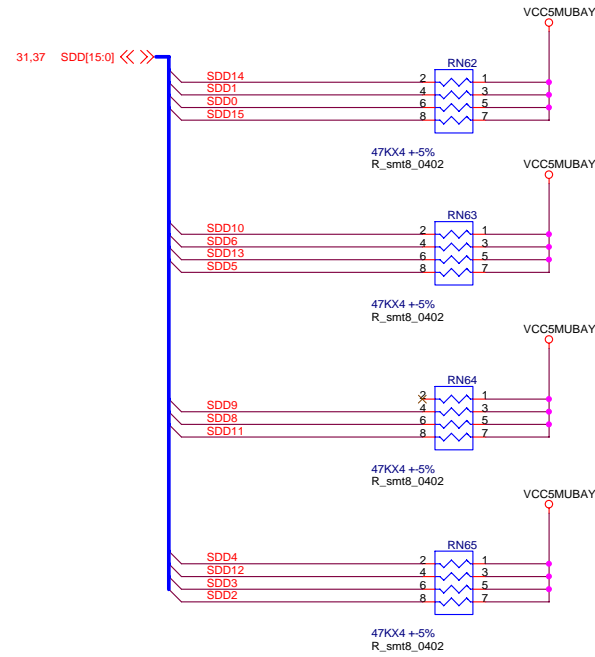 VCC5MUBAY
31,37 SDD[15:0]
RN62
SDD14 2 1
SDD1 4 3
SDD0 6 5
SDD15 8 7
47KX4 +-5%
R_smt8_0402
VCC5MUBAY
RN63
SDD10 2 1
SDD6 4 3
SDD13 6 5
SDD5 8 7
47KX4 +-5%
R_smt8_0402
VCC5MUBAY
RN64
2 1
SDD9 4 3
SDD8 6 5
SDD11 8 7
47KX4 +-5%
R_smt8_0402
VCC5MUBAY
RN65
SDD4 2 1
SDD12 4 3
SDD3 6 5
SDD2 8 7
47KX4 +-5%
R_smt8_0402